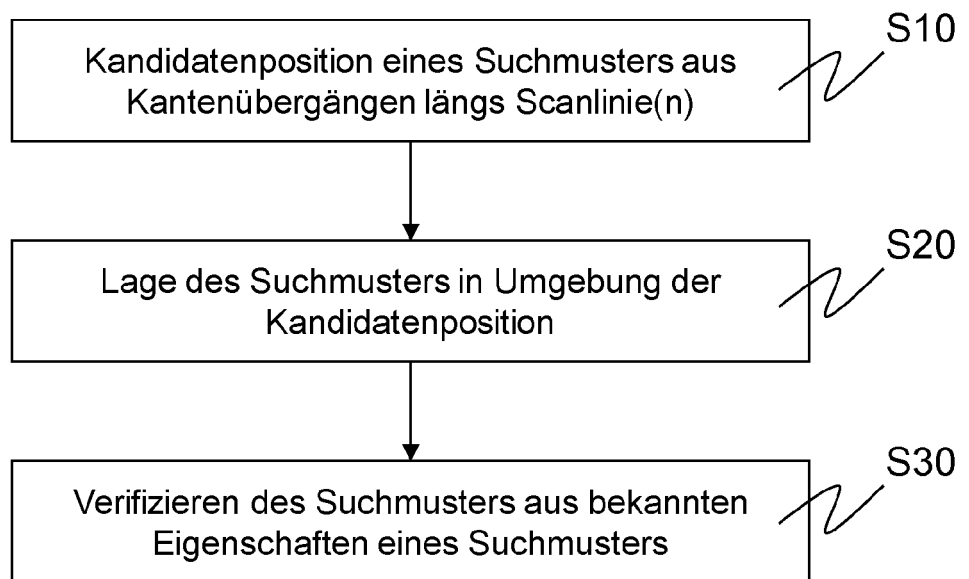 S10
Kandidatenposition eines Suchmusters aus
Kantenübergängen längs Scanlinie(n)
S20
Lage des Suchmusters in Umgebung der
Kandidatenposition
S30
Verifizieren des Suchmusters aus bekannten
Eigenschaften eines Suchmusters